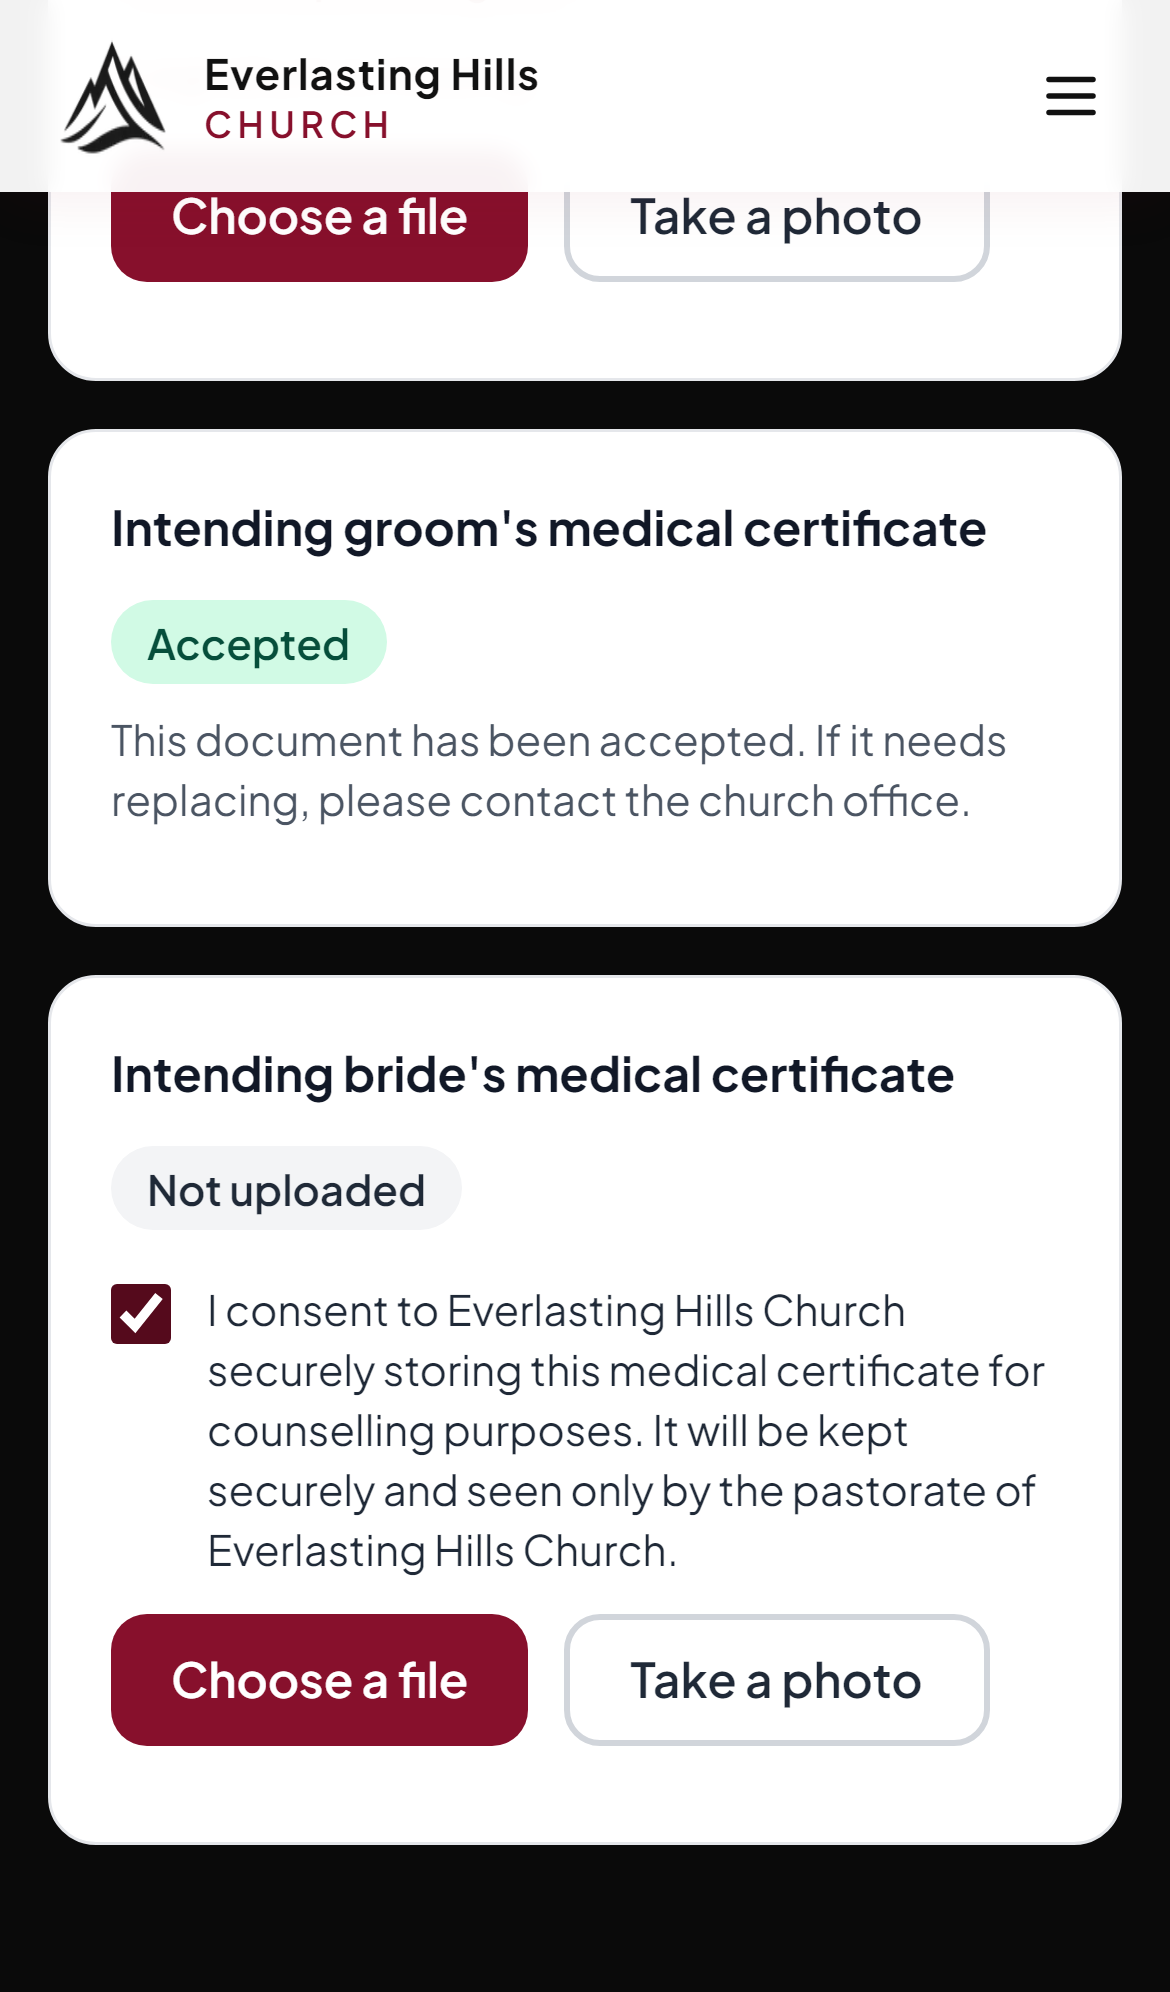 Everlasting Hills
CHURCH
Choose a file
Take a photo
Intending groom's medical certificate
Accepted
This document has been accepted. If it needs
replacing, please contact the church office.
Intending bride's medical certificate
Not uploaded
I consent to Everlasting Hills Church
securely storing this medical certificate for
counselling purposes. It will be kept
securely and seen only by the pastorate of
Everlasting Hills Church.
Choose a file
Take a photo